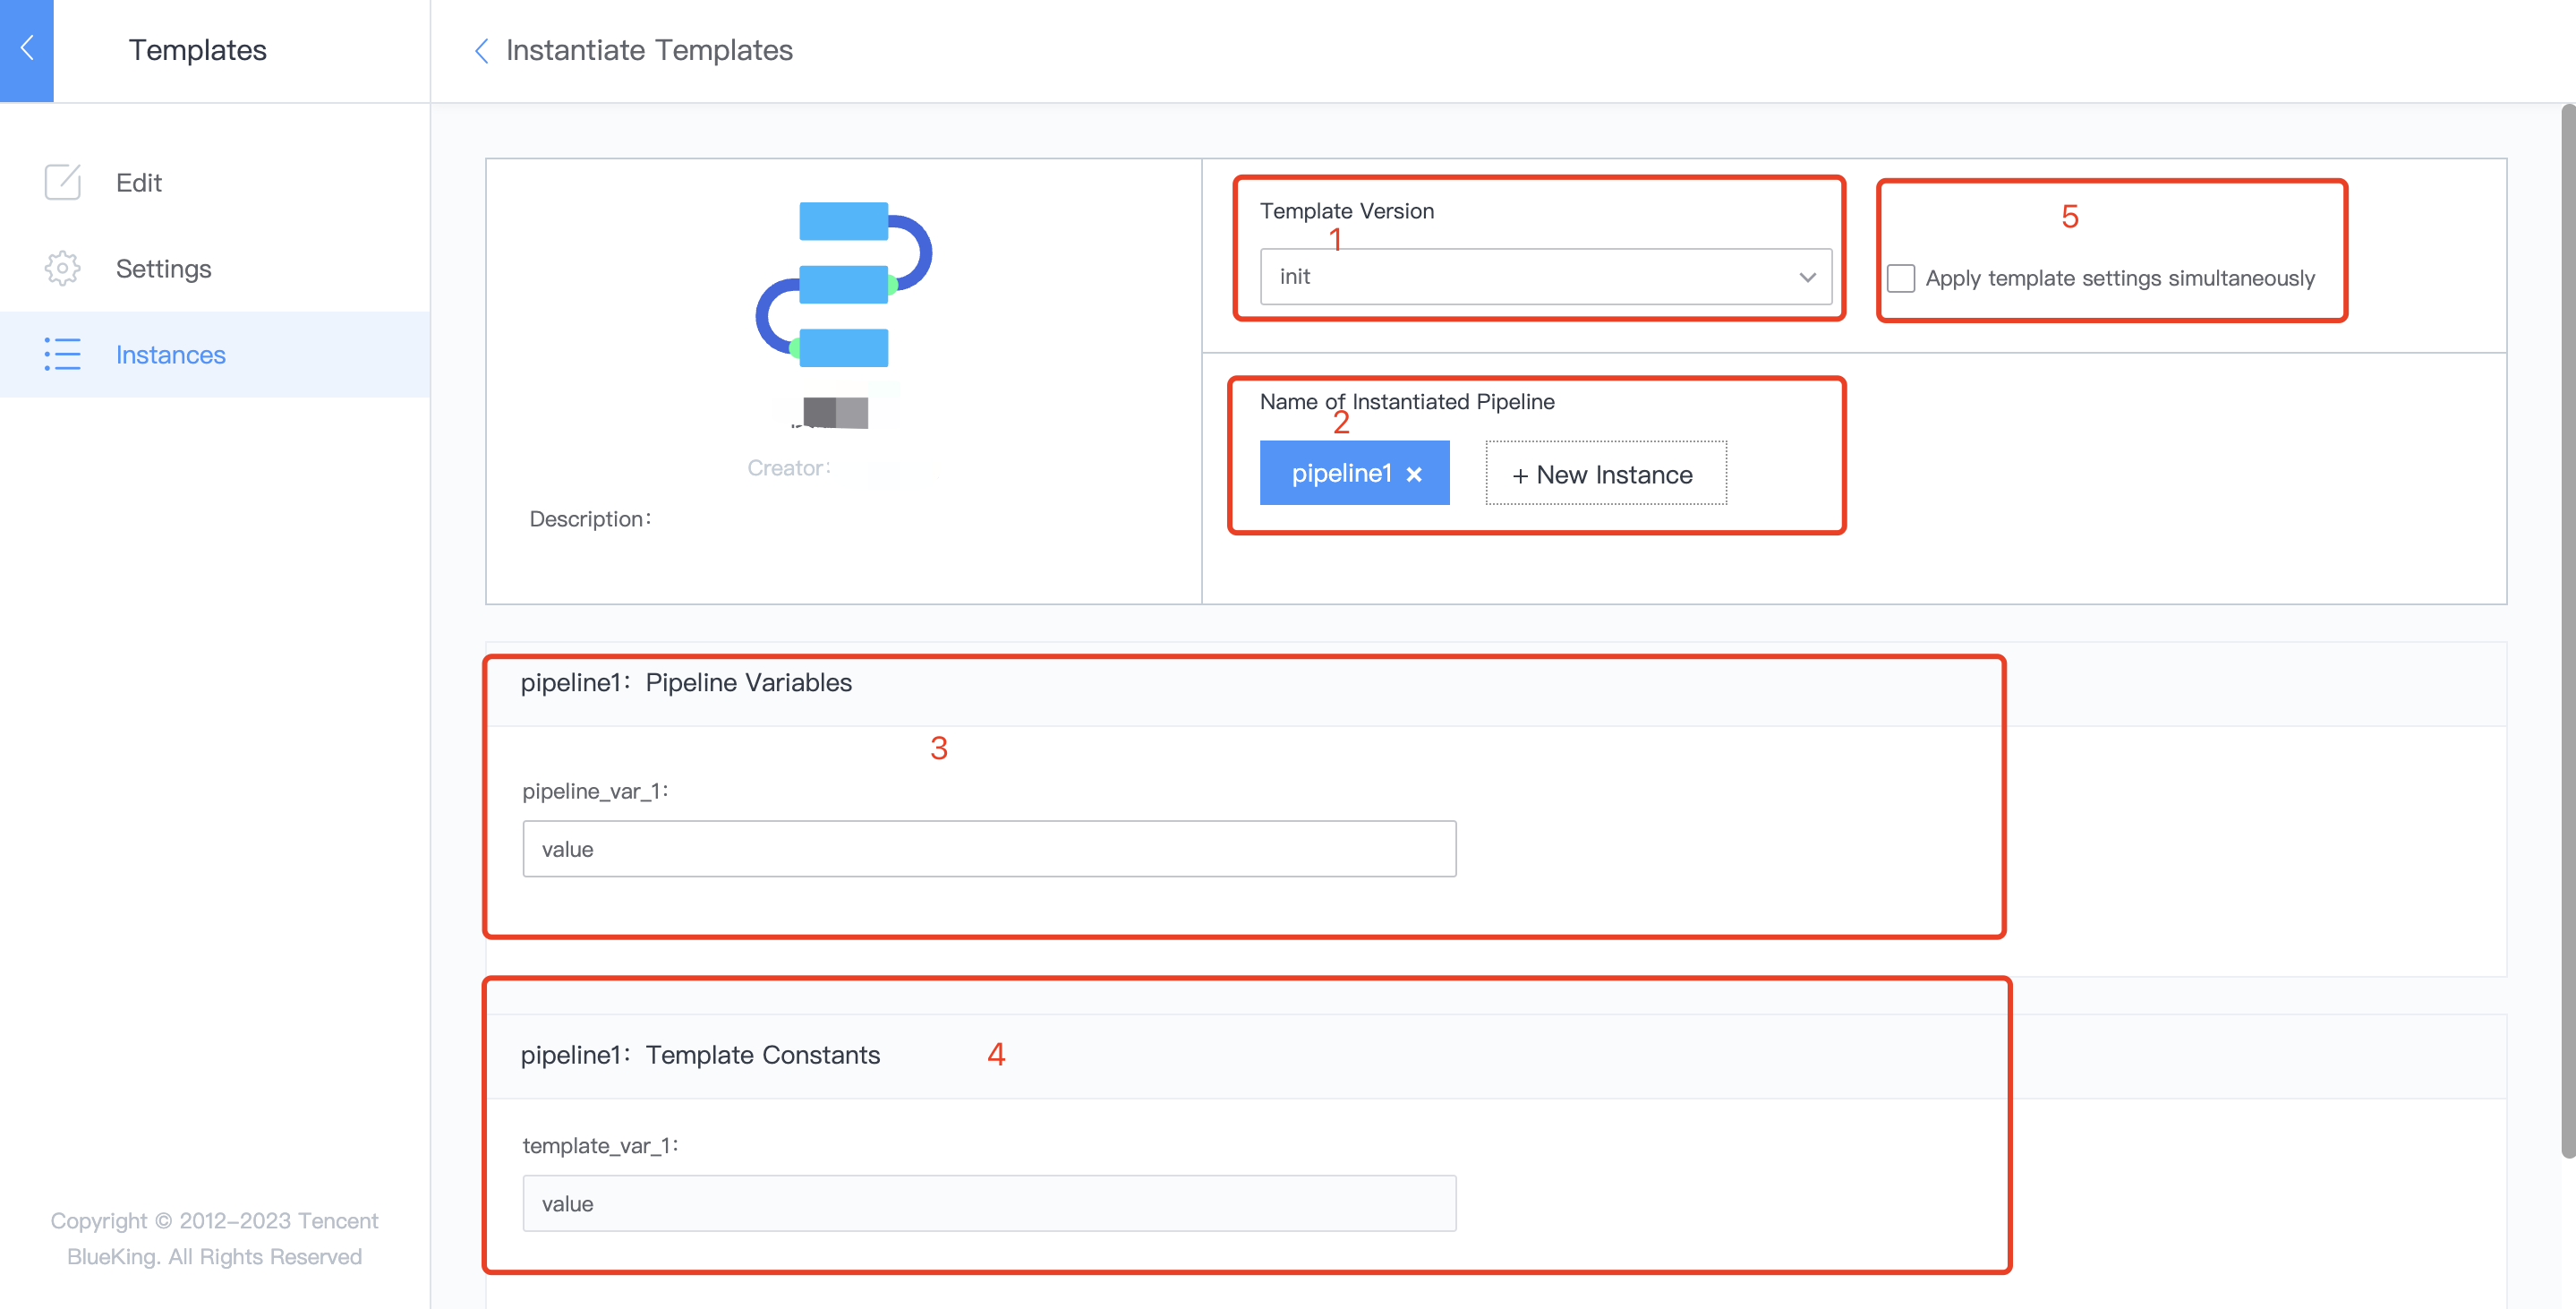 Templates
Instantiate Templates
Edit
Settings
Instances
Creator:
Description:
Template Version
1
init
5
Apply template settings simultaneously
Name of Instantiated Pipeline
2
pipeline1 ×
+ New Instance
pipeline1: Pipeline Variables
3
pipeline_var_1:
value
pipeline1: Template Constants
4
template_var_1:
value
Copyright © 2012-2023 Tencent
BlueKing. All Rights Reserved